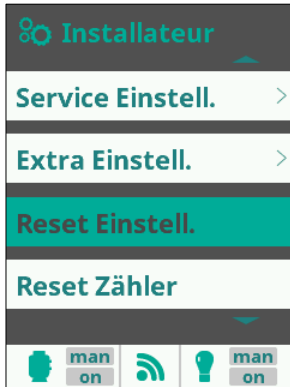 Installateur
Service Einstell.
Extra Einstell.
Reset Einstell.
Reset Zähler
man man
on on